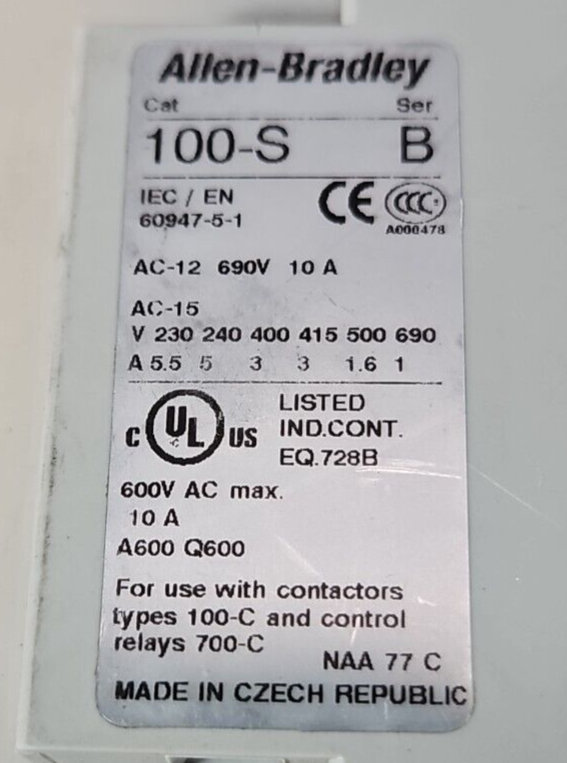 Allen-Bradley
Cat Ser
100-S B
IEC / EN
60947-5-1
CE CCC
A000478
AC-12 690V 10 A
AC-15
V 230 240 400 415 500 690
A 5.5 5 3 3 1.6 1
C UL US LISTED
IND.CONT.
EQ.728B
600V AC max.
10 A
A600 Q600
For use with contactors
types 100-C and control
relays 700-C
NAA 77 C
MADE IN CZECH REPUBLIC